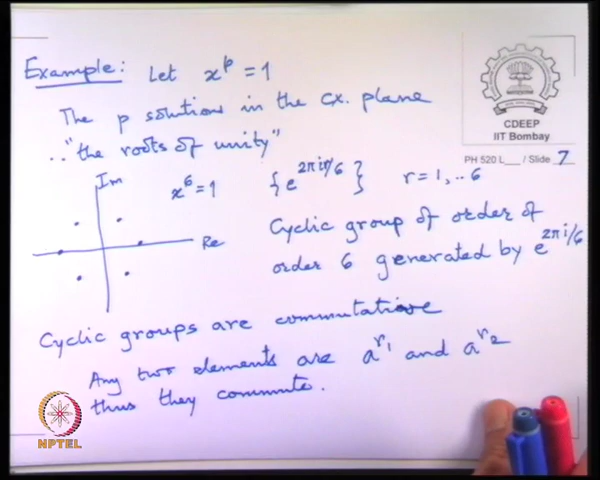 Example: Let x^p = 1
The p solutions in the cx. plane
∴ "the roots of unity"
Im
x^6 = 1 {e^{2πir/6}} r = 1, .. 6
Re
Cyclic group of order of
order 6 generated by e^{2πi/6}
Cyclic groups are commutative
Any two elements are a^{r_1} and a^{r_2}
thus they commute.
CDEEP
IIT Bombay
PH 520 L___ / Slide 7
NPTEL